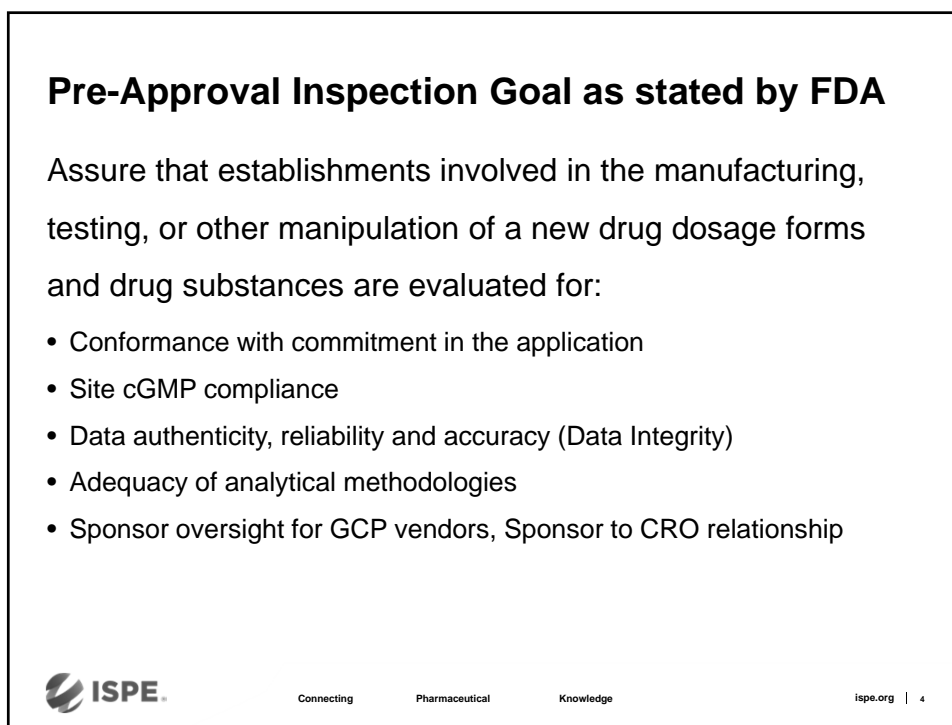 Pre-Approval Inspection Goal as stated by FDA
Assure that establishments involved in the manufacturing,
testing, or other manipulation of a new drug dosage forms
and drug substances are evaluated for:
• Conformance with commitment in the application
• Site cGMP compliance
• Data authenticity, reliability and accuracy (Data Integrity)
• Adequacy of analytical methodologies
• Sponsor oversight for GCP vendors, Sponsor to CRO relationship
ISPE. Connecting Pharmaceutical Knowledge ispe.org | 4